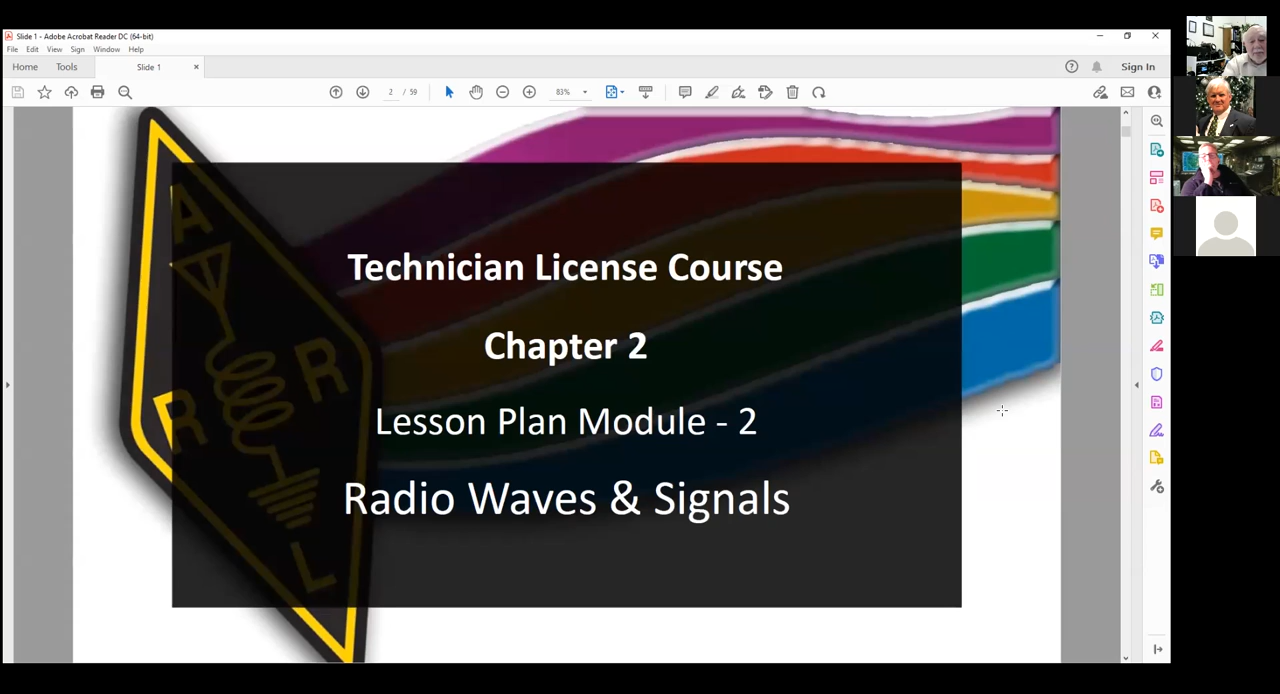 Slide 1 - Adobe Acrobat Reader DC (64-bit)
File Edit View Sign Window Help
Home Tools Slide 1 × Sign In
2 / 59 83%
A
R R
L
Technician License Course
Chapter 2
Lesson Plan Module - 2
Radio Waves & Signals